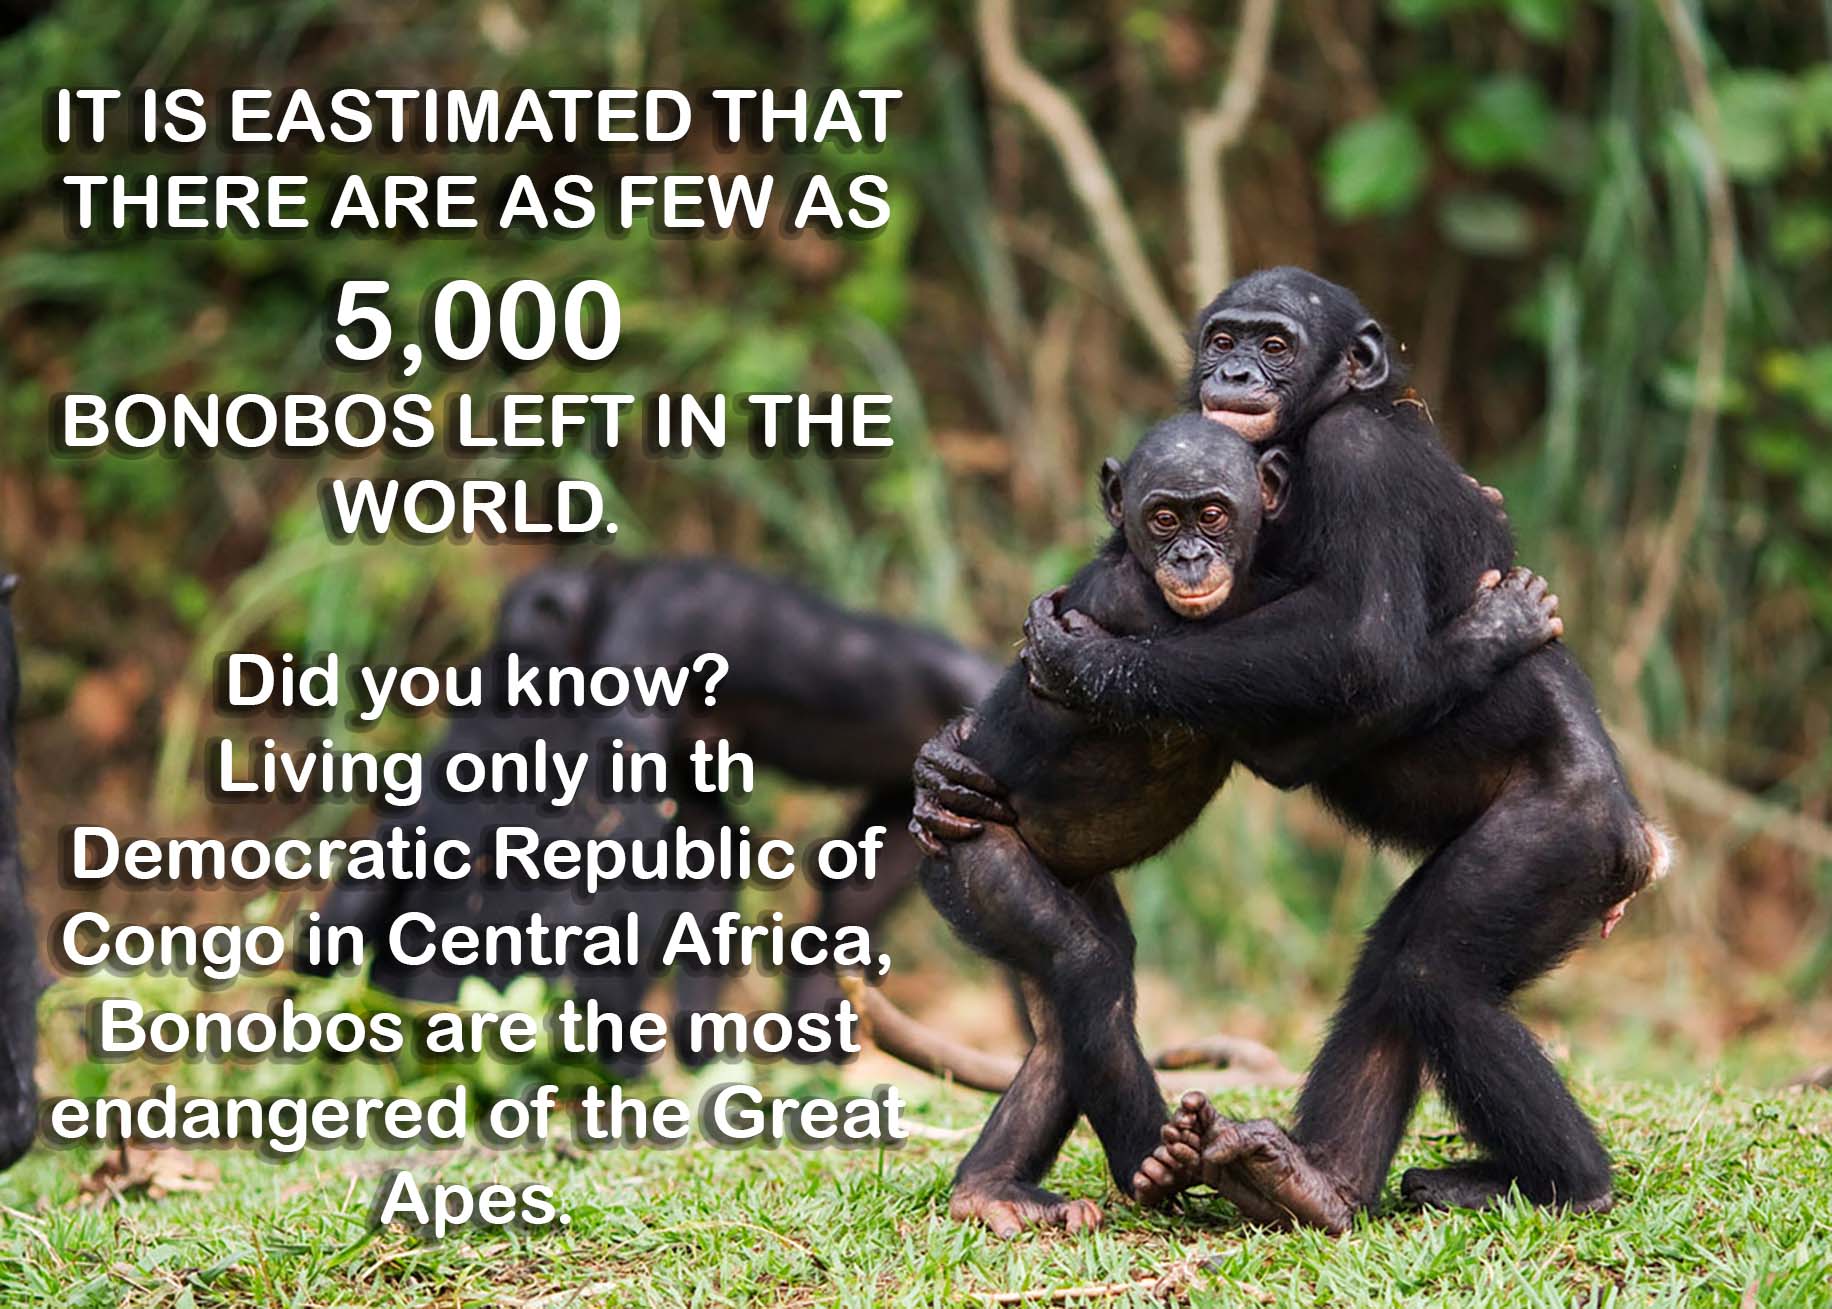 IT IS EASTIMATED THAT
THERE ARE AS FEW AS
5,000
BONOBOS LEFT IN THE
WORLD.
Did you know?
Living only in th
Democratic Republic of
Congo in Central Africa,
Bonobos are the most
endangered of the Great
Apes.